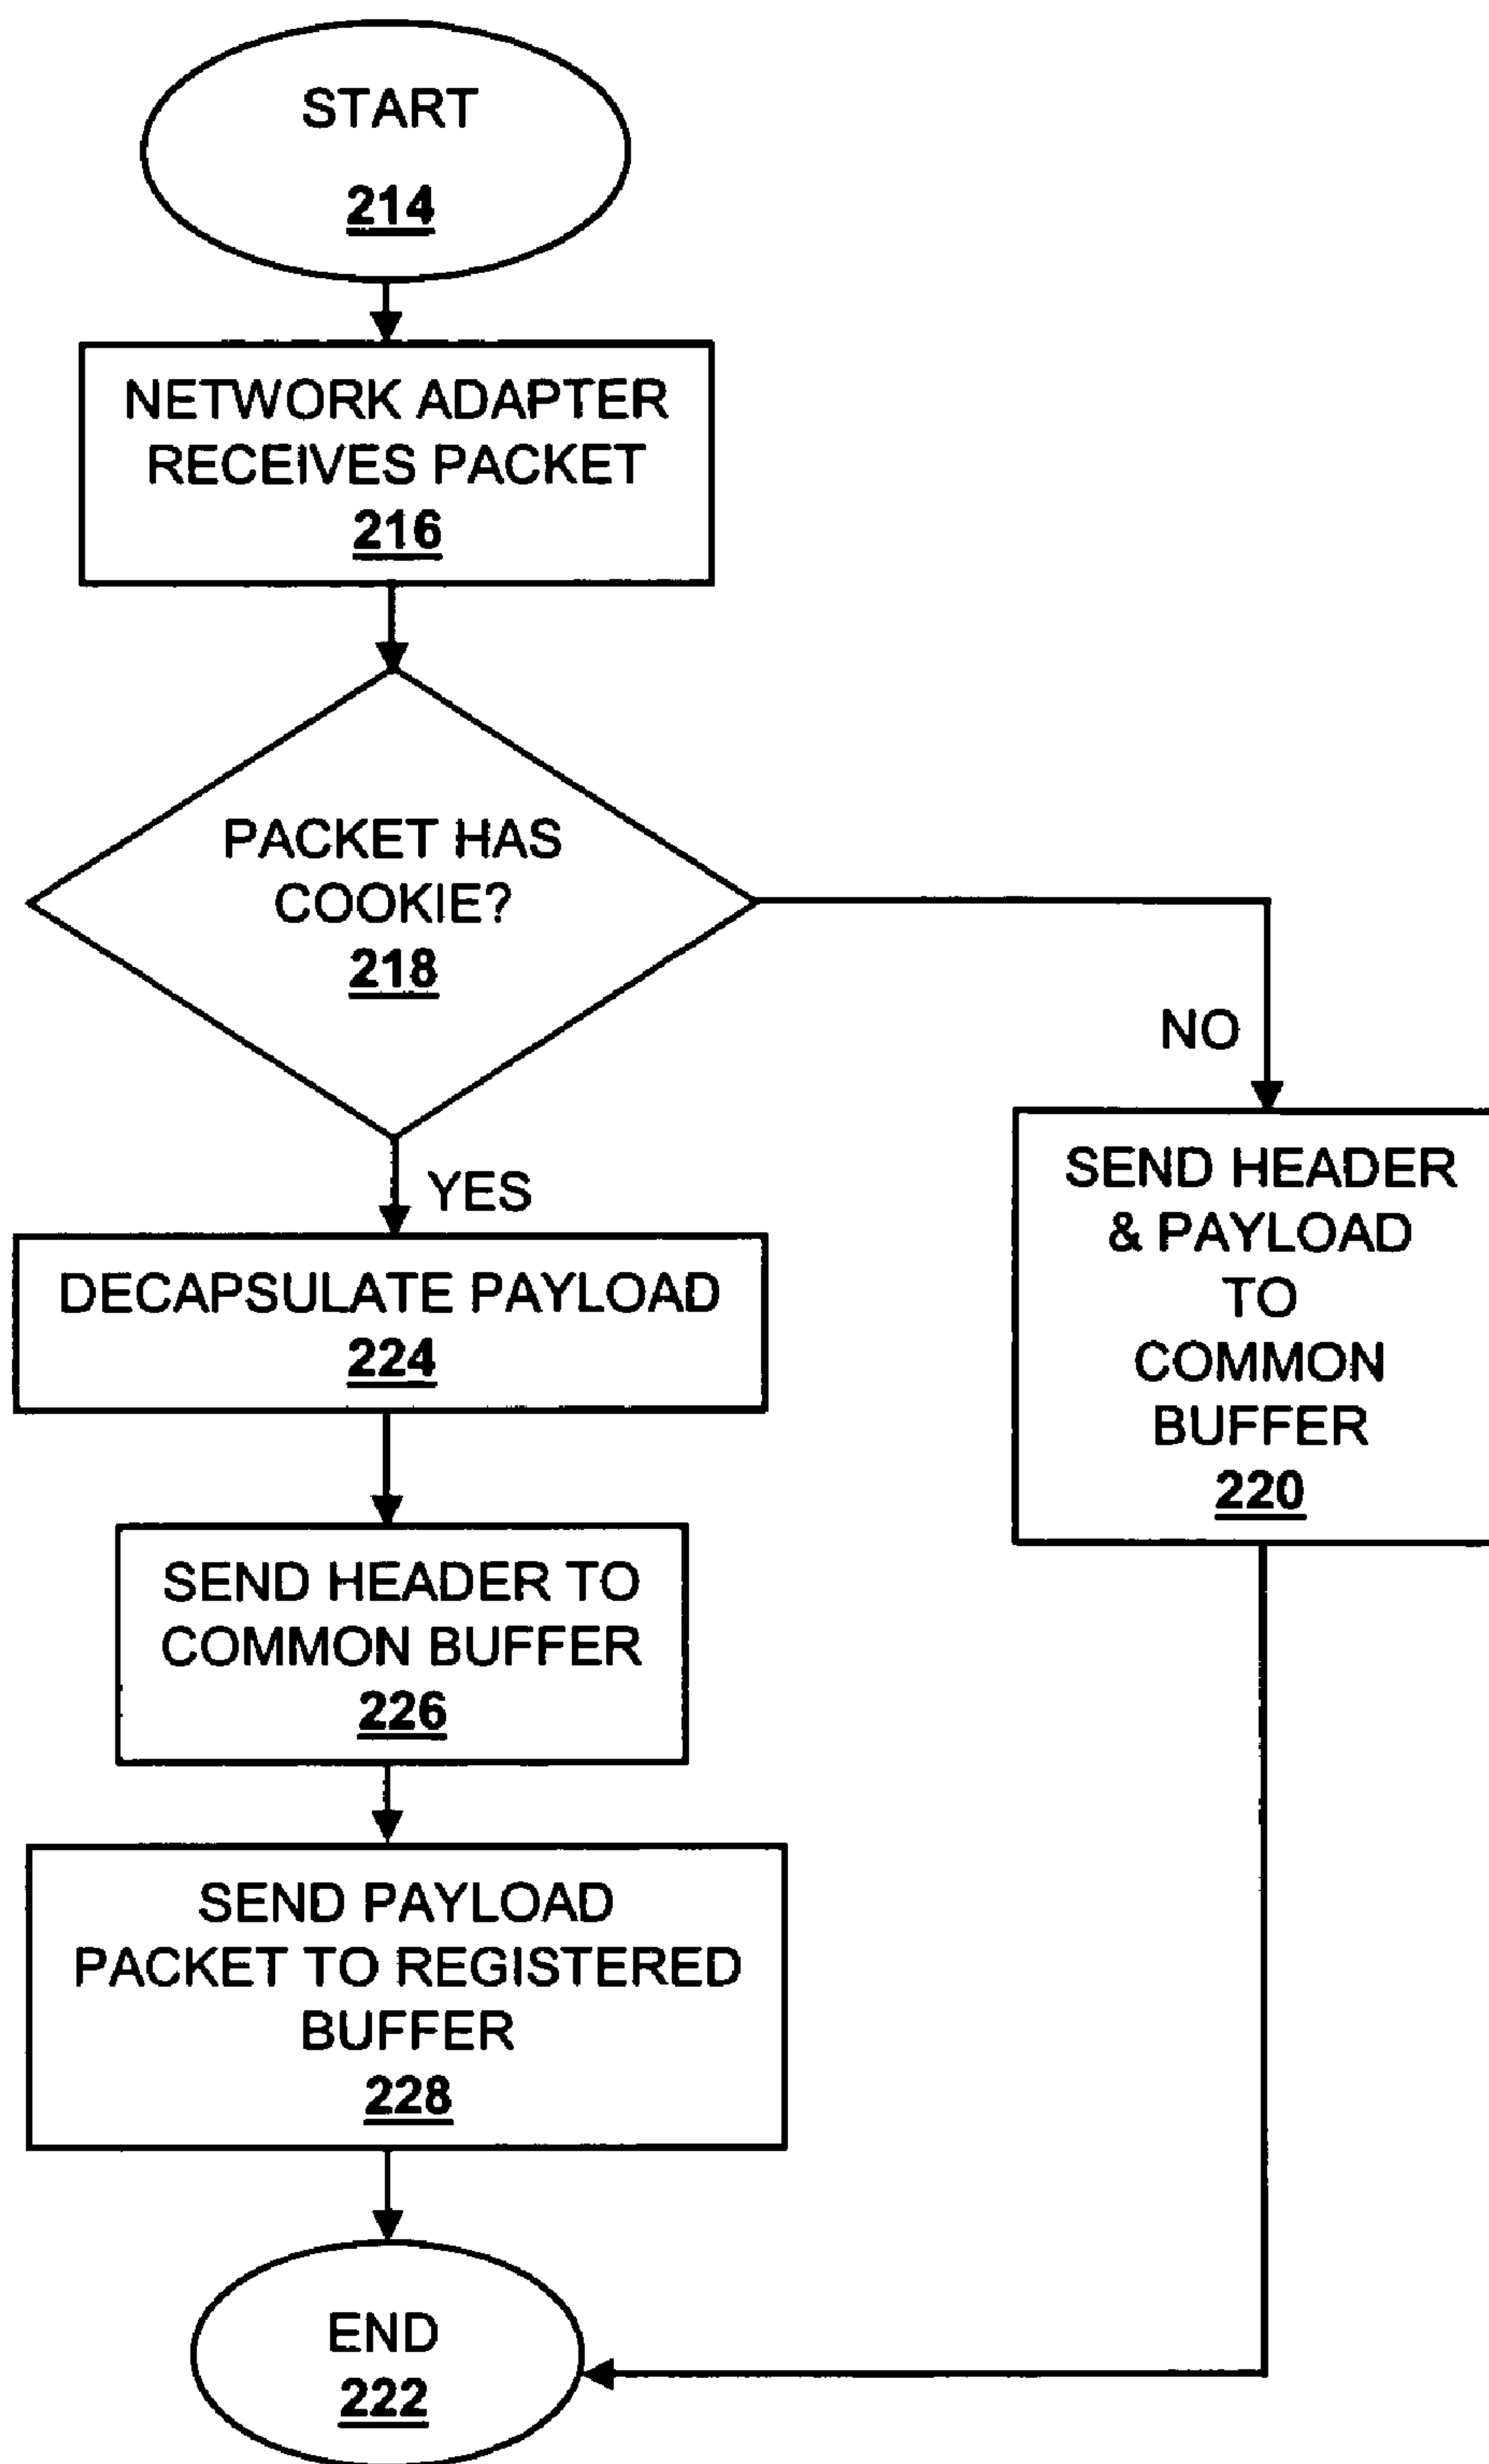 START
214
NETWORK ADAPTER
RECEIVES PACKET
216
PACKET HAS
COOKIE?
218
NO
YES
SEND HEADER
& PAYLOAD
TO
COMMON
BUFFER
220
DECAPSULATE PAYLOAD
224
SEND HEADER TO
COMMON BUFFER
226
SEND PAYLOAD
PACKET TO REGISTERED
BUFFER
228
END
222